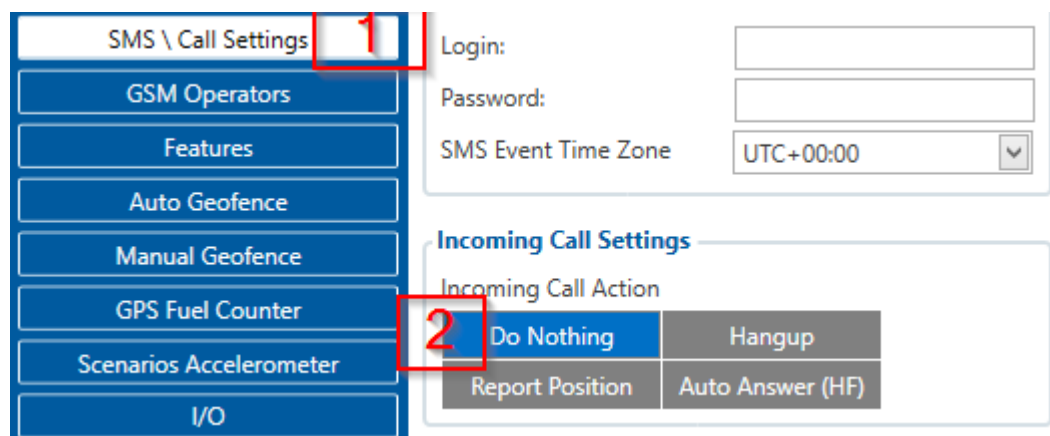 SMS \ Call Settings
1
GSM Operators
Features
Auto Geofence
Manual Geofence
GPS Fuel Counter
Scenarios Accelerometer
I/O
Login:
Password:
SMS Event Time Zone UTC+00:00
Incoming Call Settings
Incoming Call Action
2
Do Nothing Hangup
Report Position Auto Answer (HF)